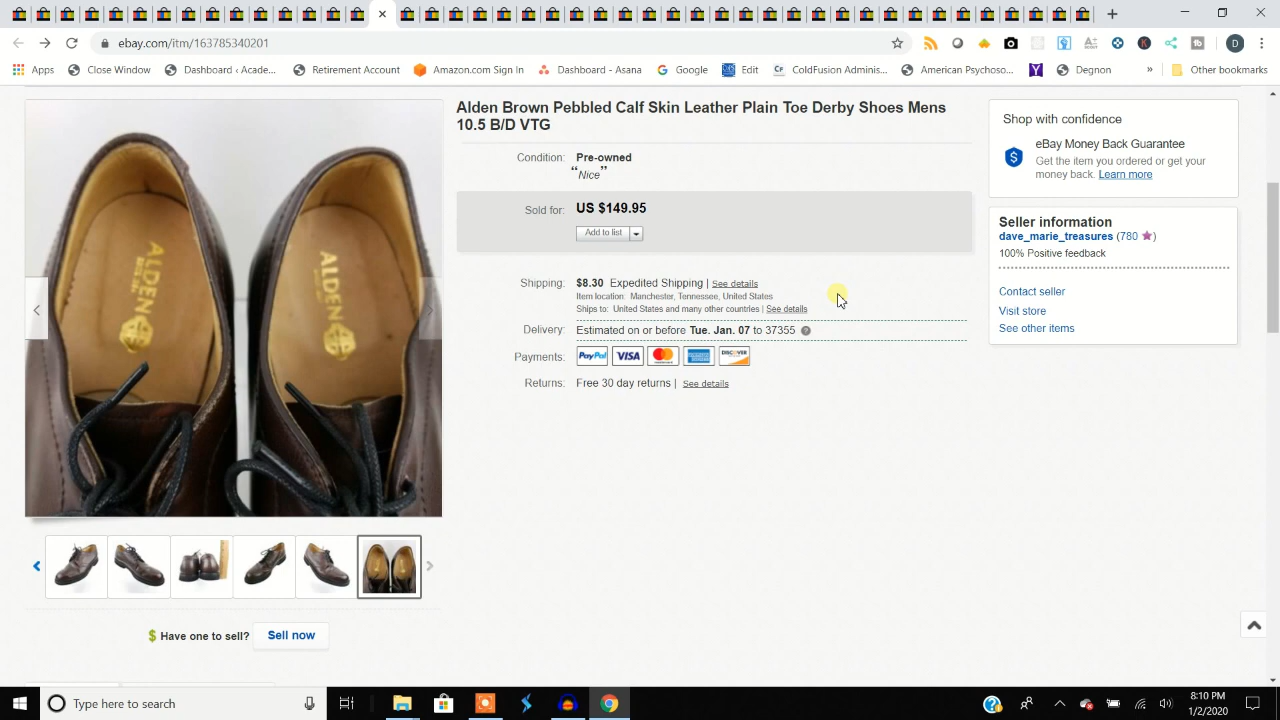 ebay.com/itm/163785340201
D
Apps
Close Window
Dashboard ‹ Acade...
Retirement Account
Amazon.com Sign In
Dashboard - Asana
Google
Edit
ColdFusion Adminis...
American Psychoso...
Degnon
»
Other bookmarks
Alden Brown Pebbled Calf Skin Leather Plain Toe Derby Shoes Mens
10.5 B/D VTG
Condition: Pre-owned
“Nice”
Sold for: US $149.95
Add to list
Shipping: $8.30 Expedited Shipping | See details
Item location: Manchester, Tennessee, United States
Ships to: United States and many other countries | See details
Delivery: Estimated on or before Tue. Jan. 07 to 37355
Payments: PayPal VISA MasterCard DISCOVER
Returns: Free 30 day returns | See details
Shop with confidence
eBay Money Back Guarantee
Get the item you ordered or get your
money back. Learn more
Seller information
dave_marie_treasures (780)
100% Positive feedback
Contact seller
Visit store
See other items
ALDEN
ALDEN
$ Have one to sell? Sell now
Type here to search
8:10 PM
1/2/2020